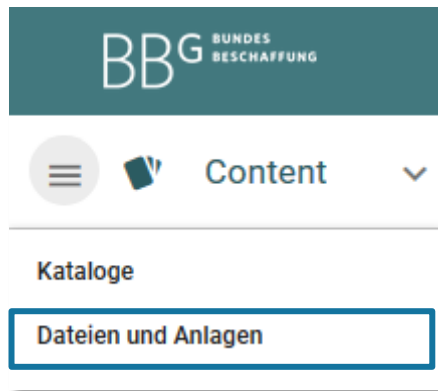 BBG BUNDES
BESCHAFFUNG
Content
Kataloge
Dateien und Anlagen